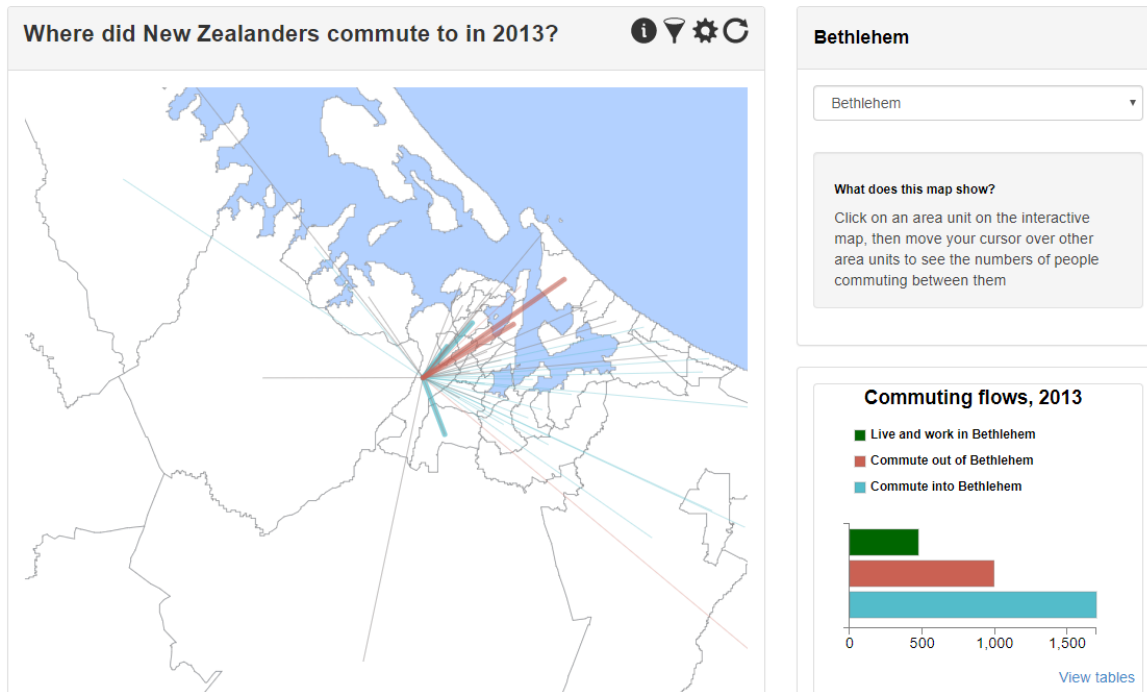 Where did New Zealanders commute to in 2013?
Bethlehem
Bethlehem
What does this map show?
Click on an area unit on the interactive
map, then move your cursor over other
area units to see the numbers of people
commuting between them
Commuting flows, 2013
Live and work in Bethlehem
Commute out of Bethlehem
Commute into Bethlehem
0 500 1,000 1,500
View tables